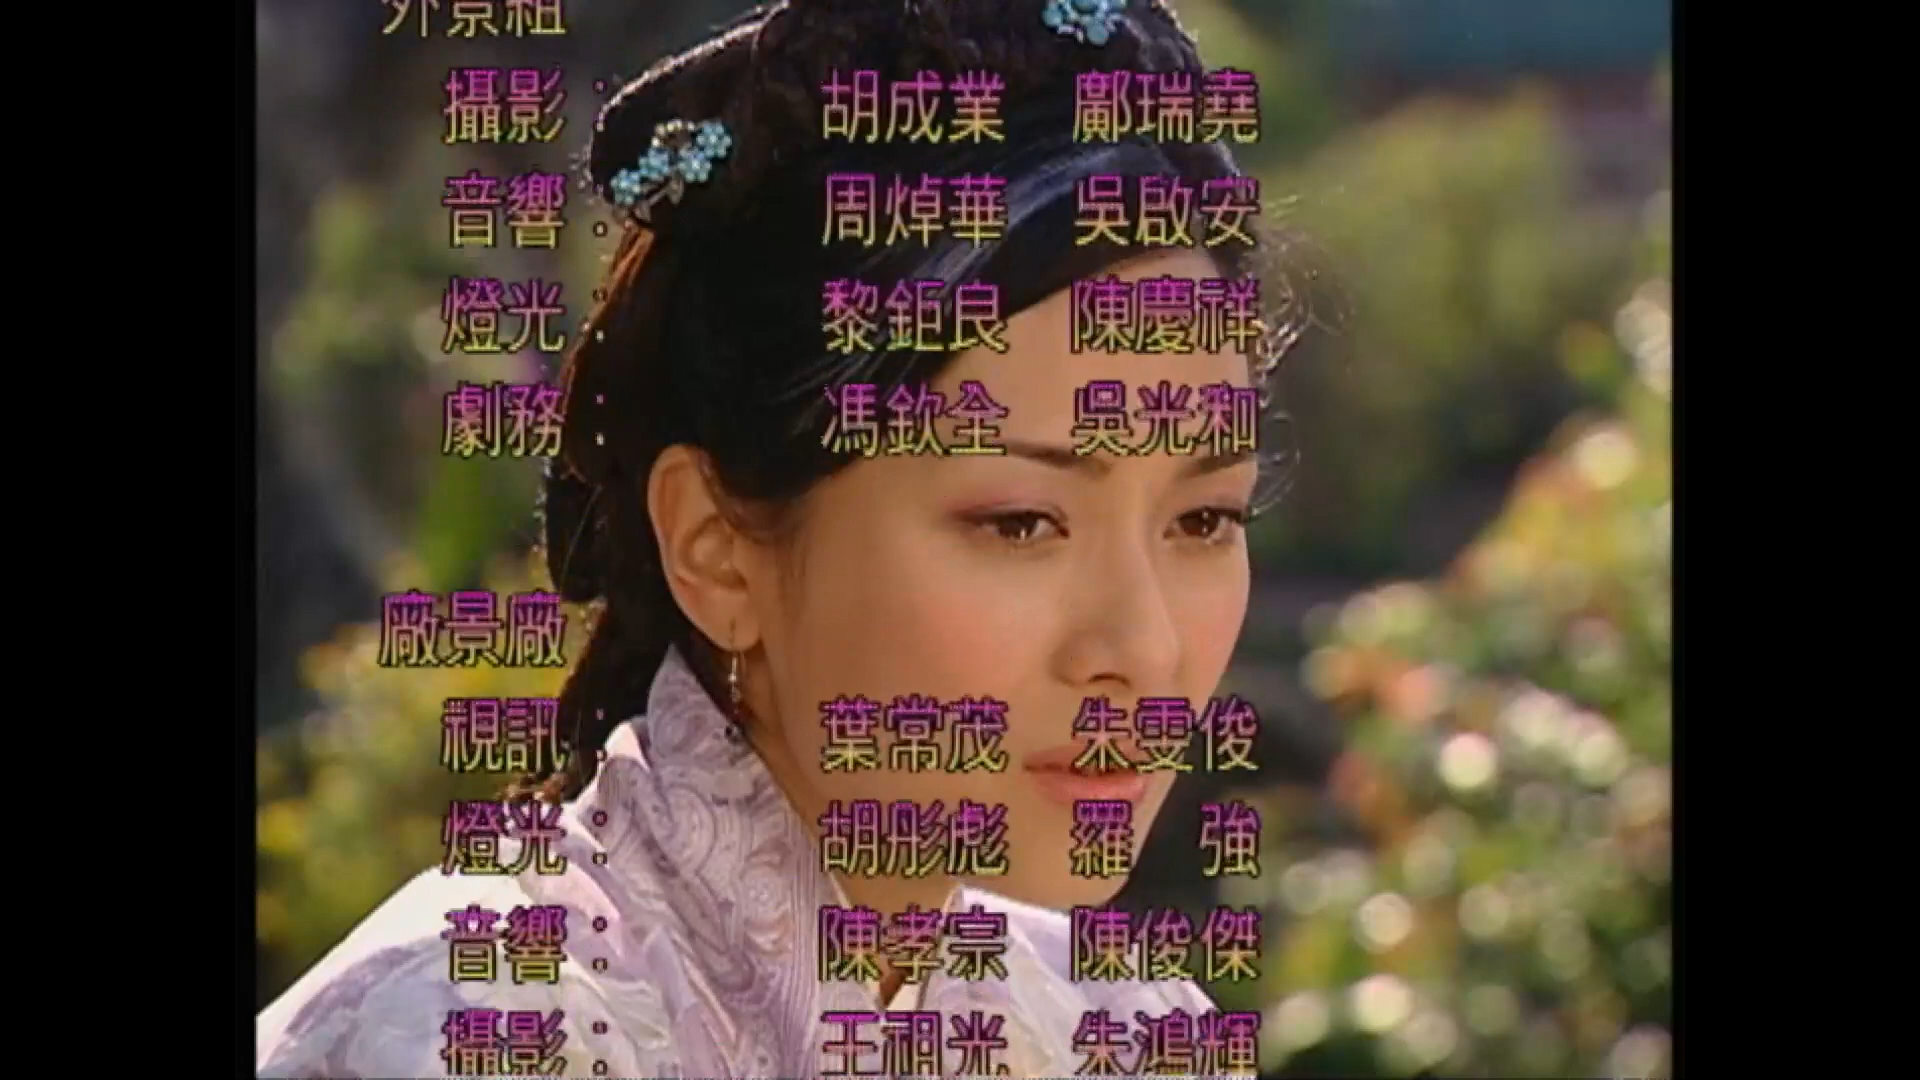 外景組
攝影： 胡成業 鄺瑞堯
音響： 周焯華 吳啟安
燈光： 黎鉅良 陳慶祥
劇務： 馮欽全 吳光和
廠景廠
視訊： 葉常茂 朱雯俊
燈光： 胡彤彪 羅 強
音響： 陳孝宗 陳俊傑
攝影： 王祖光 朱鴻輝